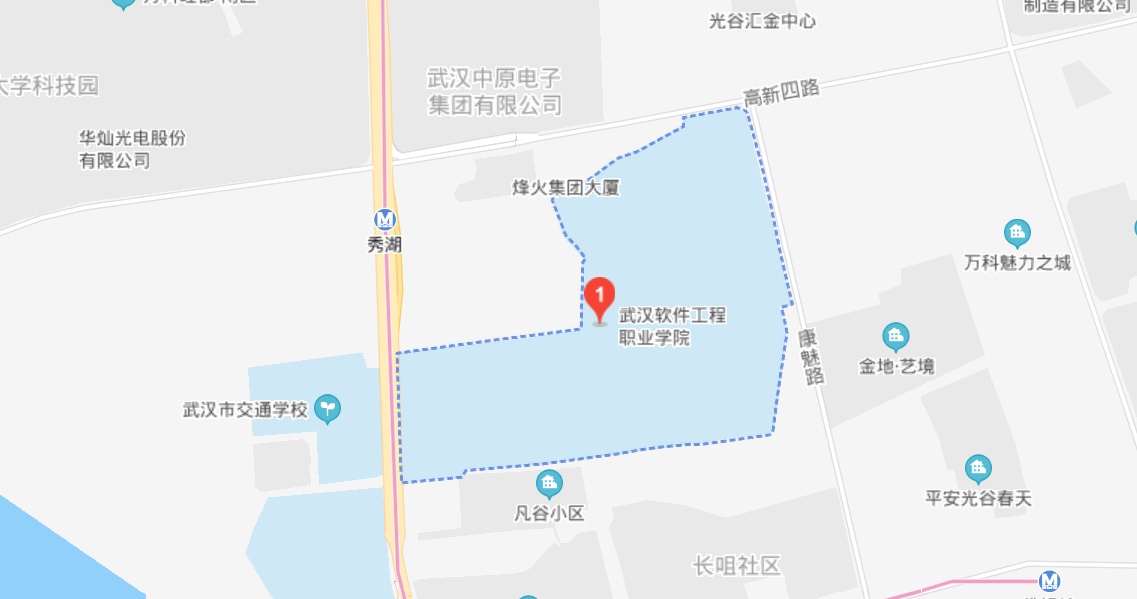 制造有限公司
光谷汇金中心
武汉中原电子
集团有限公司
大学科技园
高新四路
华灿光电股份
有限公司
烽火集团大厦
秀湖
万科魅力之城
1
武汉软件工程
职业学院
康魅路
金地·艺境
武汉市交通学校
平安光谷春天
凡谷小区
长咀社区